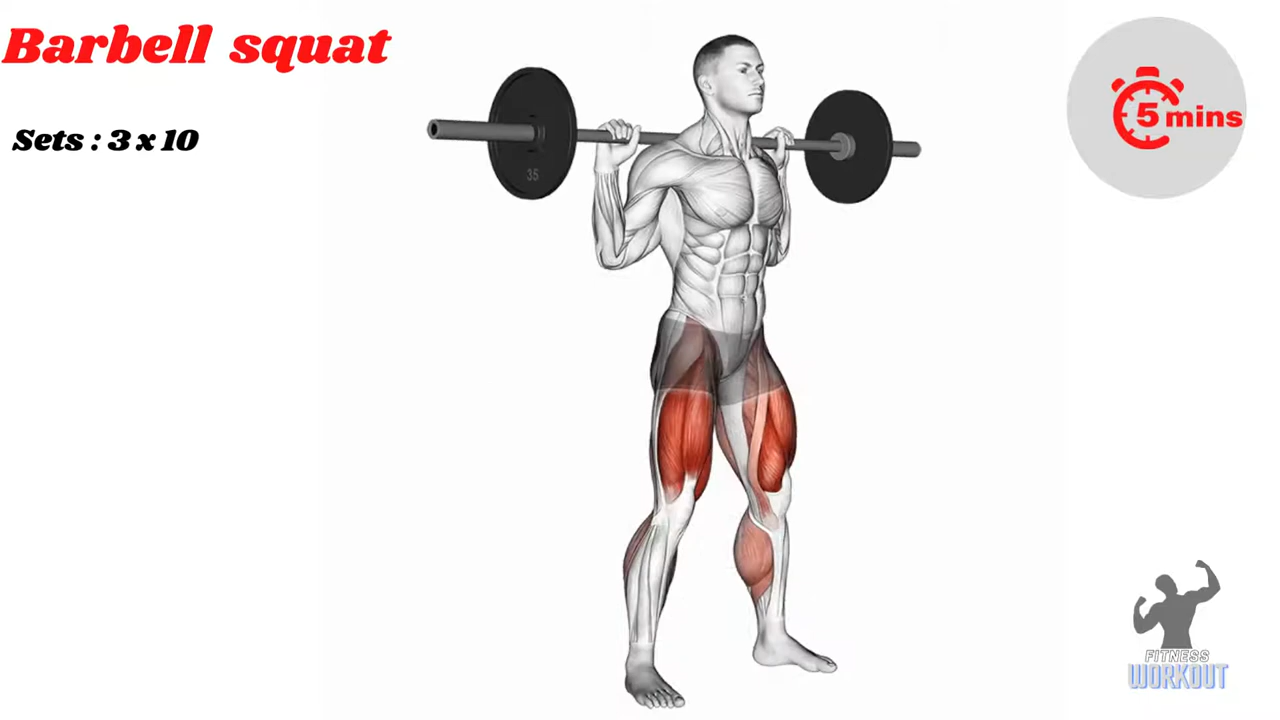 Barbell squat
Sets : 3 x 10
5 mins
35
FITNESS
WORKOUT